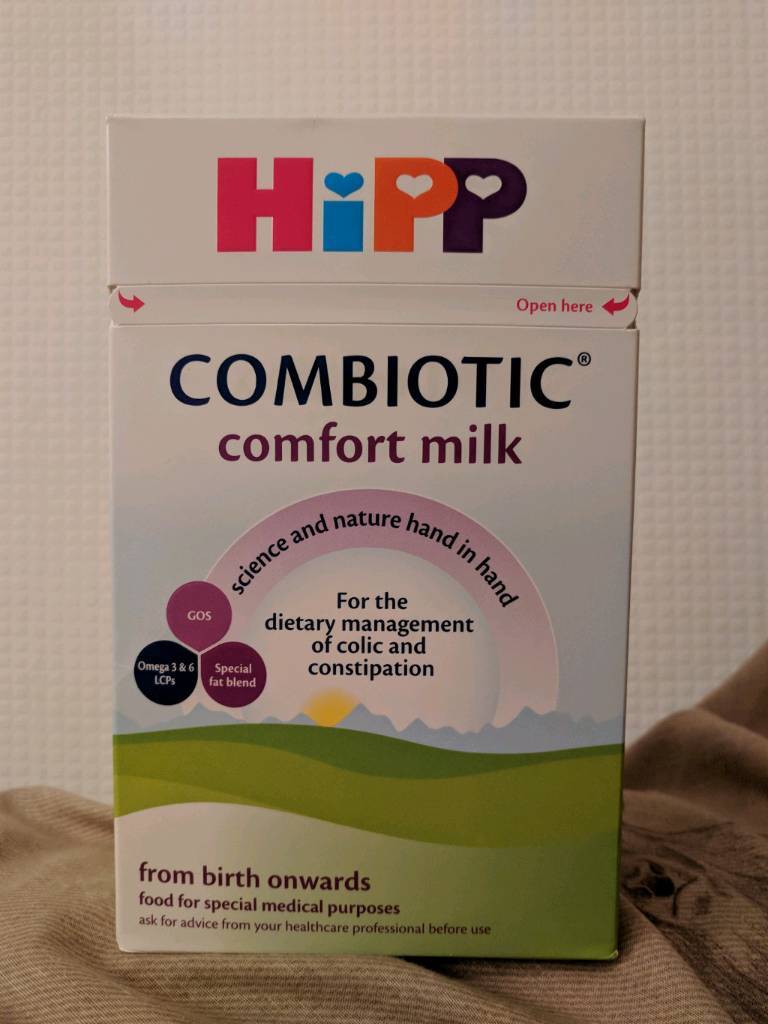 HiPP
Open here
COMBIOTIC®
comfort milk
science and nature hand in hand
For the
dietary management
of colic and
constipation
GOS
Omega 3 & 6
LCPs
Special
fat blend
from birth onwards
food for special medical purposes
ask for advice from your healthcare professional before use